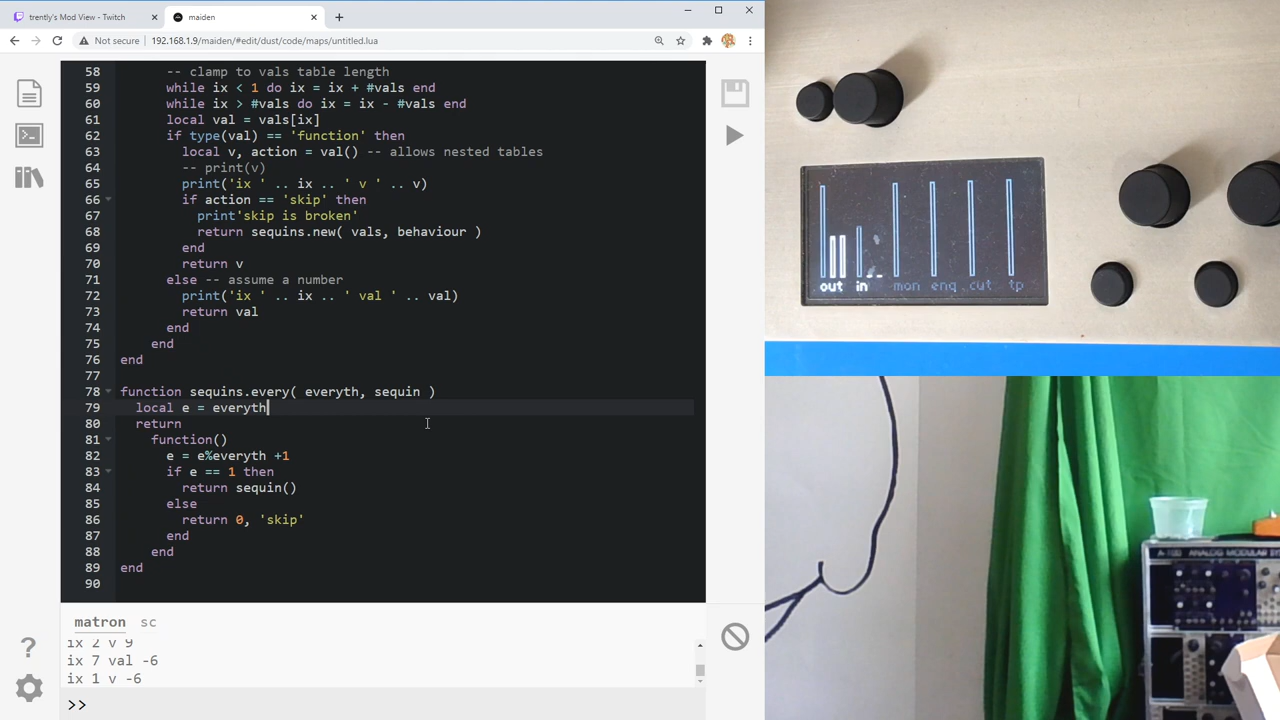 trently's Mod View - Twitch
maiden
Not secure
192.168.1.9/maiden/#edit/dust/code/maps/untitled.lua
58 -- clamp to vals table length
59 while ix < 1 do ix = ix + #vals end
60 while ix > #vals do ix = ix - #vals end
61 local val = vals[ix]
62 if type(val) == 'function' then
63 local v, action = val() -- allows nested tables
64 -- print(v)
65 print('ix ' .. ix .. ' v ' .. v)
66 if action == 'skip' then
67 print'skip is broken'
68 return sequins.new( vals, behaviour )
69 end
70 return v
71 else -- assume a number
72 print('ix ' .. ix .. ' val ' .. val)
73 return val
74 end
75 end
76 end
77
78 function sequins.every( everyth, sequin )
79 local e = everyth
80 return
81 function()
82 e = e%everyth +1
83 if e == 1 then
84 return sequin()
85 else
86 return 0, 'skip'
87 end
88 end
89 end
90
matron sc
ix 2 v 9
ix 7 val -6
ix 1 v -6
>>
out in mon eng cut tp
A-100 ANALOG MODULAR SY